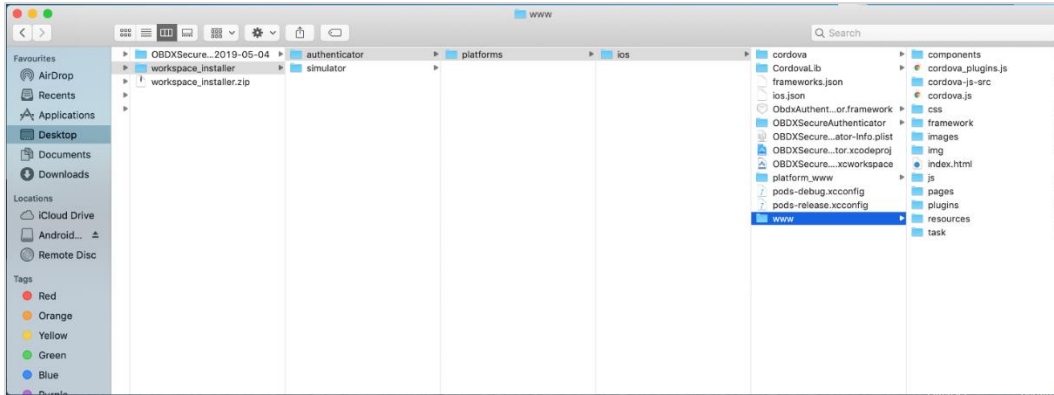 www
Search
Favourites
AirDrop
Recents
Applications
Desktop
Documents
Downloads
Locations
iCloud Drive
Android...
Remote Disc
Tags
Red
Orange
Yellow
Green
Blue
Purple
OBDXSecure...2019-05-04
workspace_installer
workspace_installer.zip
authenticator
simulator
platforms
ios
cordova
CordovaLib
frameworks.json
ios.json
ObdxAuthent...or.framework
OBDXSecureAuthenticator
OBDXSecure...ator-Info.plist
OBDXSecure...tor.xcodeproj
OBDXSecure....xcworkspace
platform_www
pods-debug.xcconfig
pods-release.xcconfig
www
components
cordova_plugins.js
cordova-js-src
cordova.js
css
framework
images
img
index.html
js
pages
plugins
resources
task